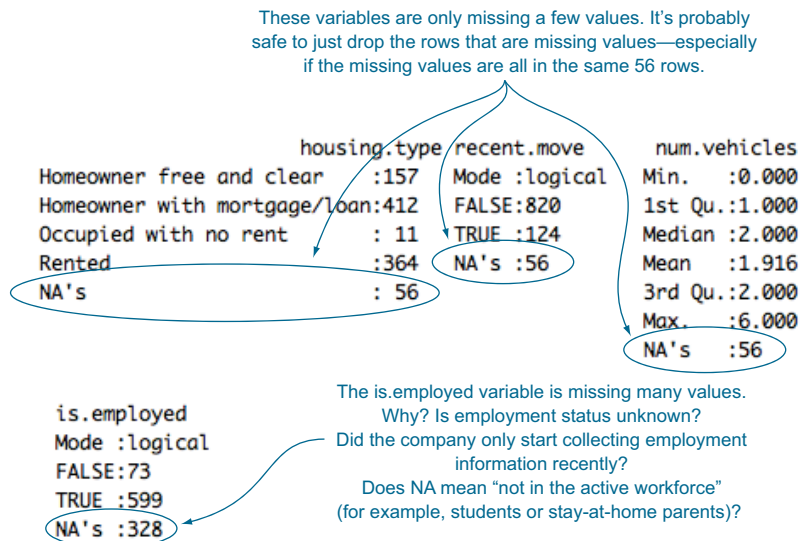 These variables are only missing a few values. It's probably
safe to just drop the rows that are missing values—especially
if the missing values are all in the same 56 rows.
housing.type recent.move num.vehicles
Homeowner free and clear :157 Mode :logical Min. :0.000
Homeowner with mortgage/loan:412 FALSE:820 1st Qu.:1.000
Occupied with no rent : 11 TRUE :124 Median :2.000
Rented :364 NA's :56 Mean :1.916
NA's : 56 3rd Qu.:2.000
Max. :6.000
NA's :56
is.employed
Mode :logical
FALSE:73
TRUE :599
NA's :328
The is.employed variable is missing many values.
Why? Is employment status unknown?
Did the company only start collecting employment
information recently?
Does NA mean “not in the active workforce”
(for example, students or stay-at-home parents)?